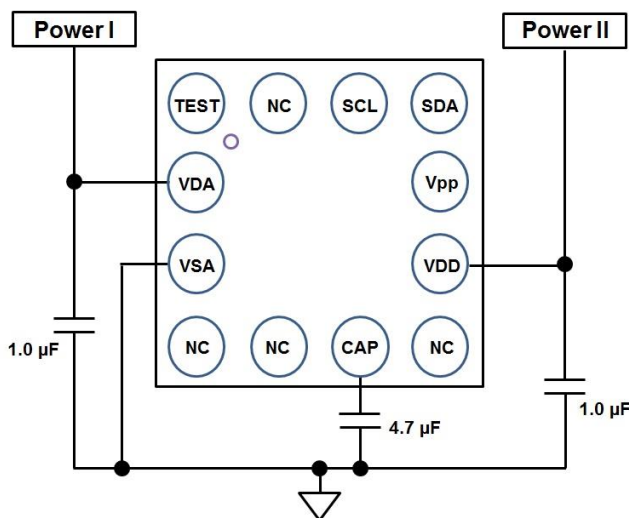 Power I
Power II
TEST
NC
SCL
SDA
VDA
Vpp
VSA
VDD
NC
NC
CAP
NC
1.0 µF
4.7 µF
1.0 µF